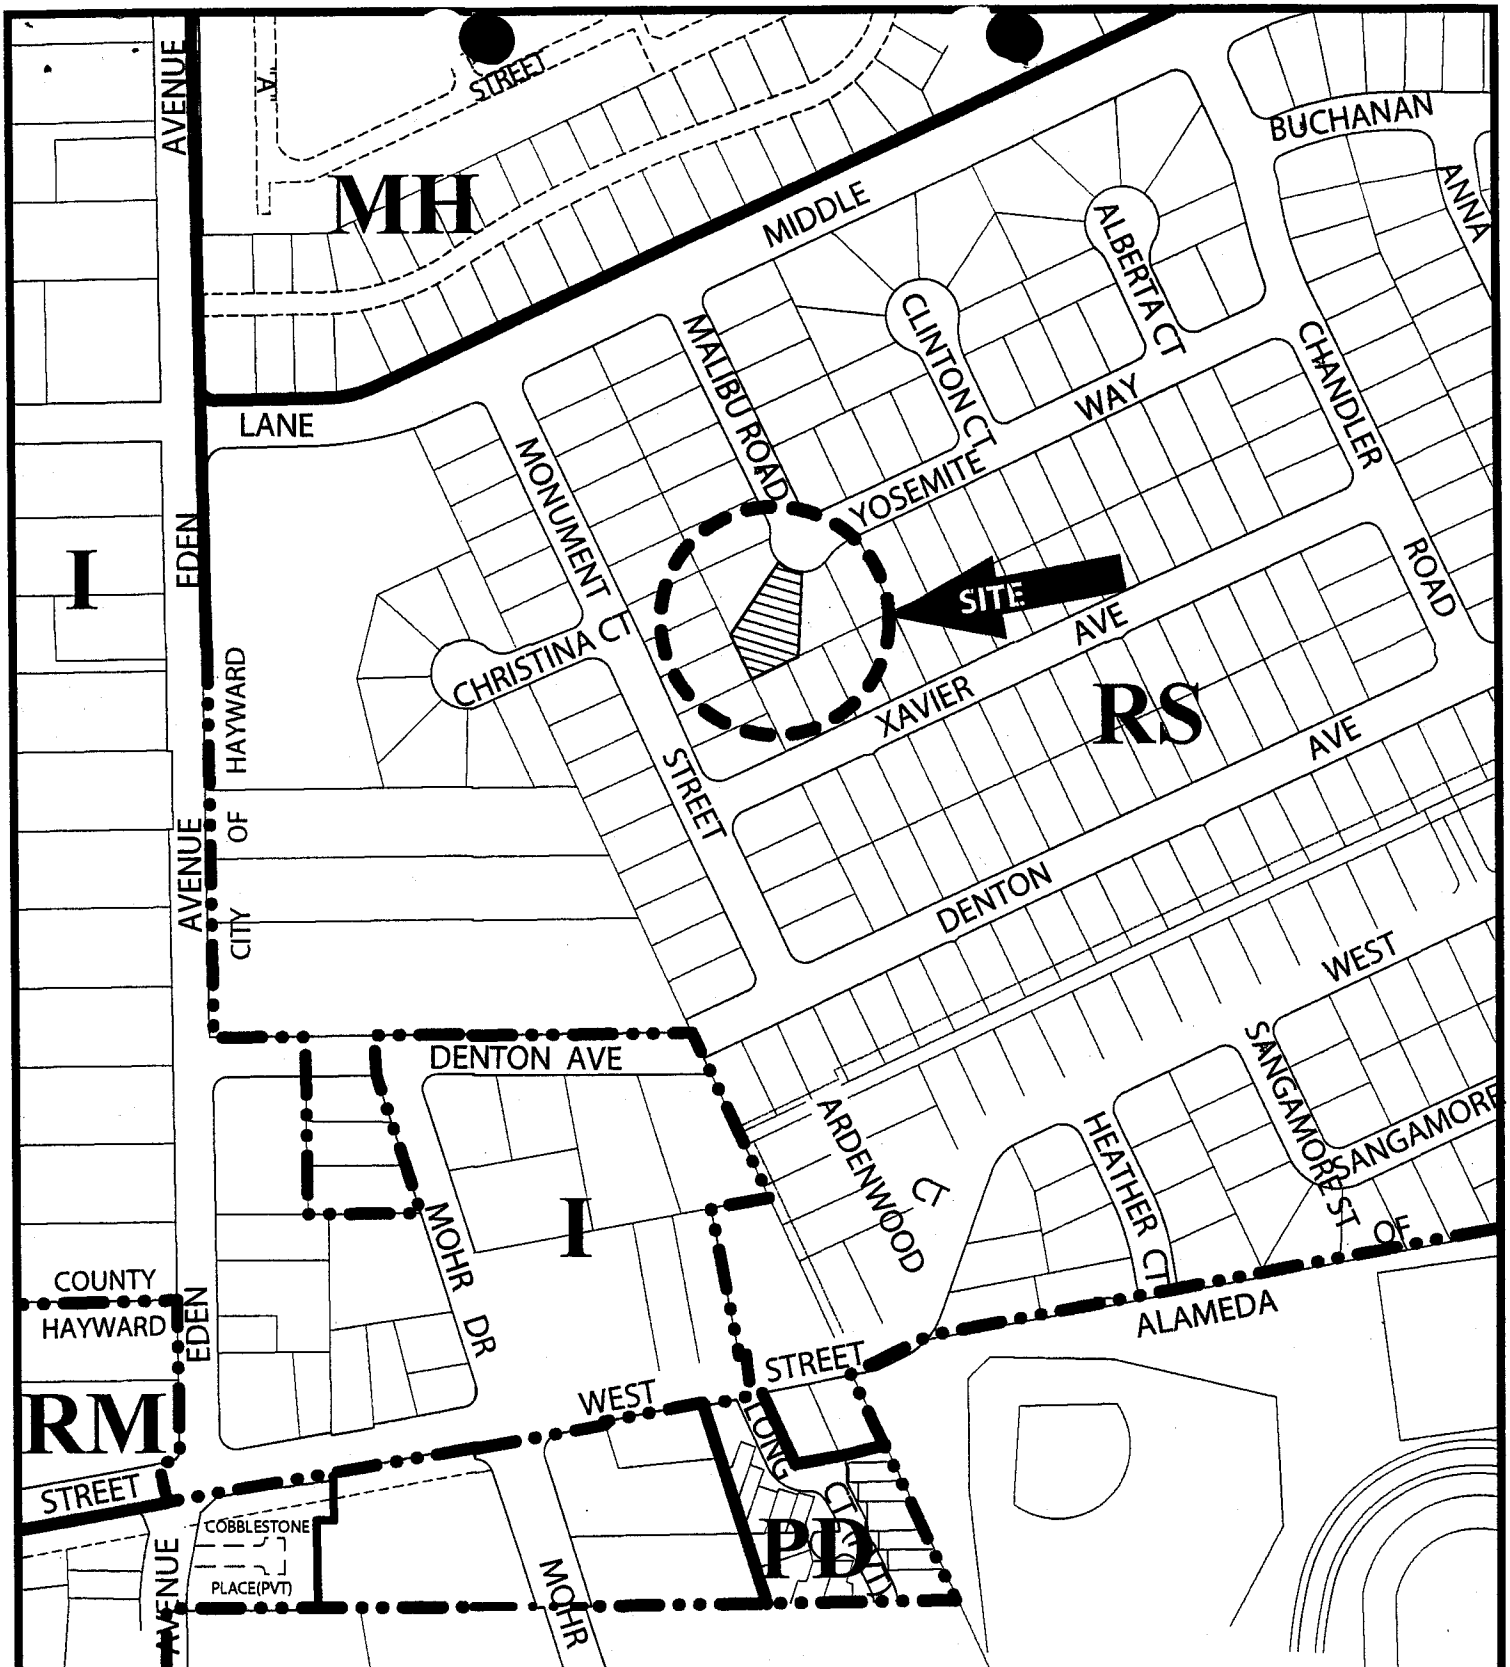 AVENUE
"A"
STREET
MH
MIDDLE
LANE
BUCHANAN
ANNA
ALBERTA CT
CLINTON CT
MALIBU ROAD
MONUMENT
YOSEMITE
WAY
CHANDLER
ROAD
I
EDEN
SITE
CHRISTINA CT
XAVIER
AVE
RS
STREET
HAYWARD
OF
CITY
AVENUE
DENTON
AVE
WEST
SANGAMORE ST
SANGAMORE
DENTON AVE
ARDENWOOD
CT
HEATHER CT
I
MOHR DR
COUNTY
HAYWARD
EDEN
RM
STREET
OF
ALAMEDA
STREET
WEST
LONG
CT
PD
COBBLESTONE
PLACE(PVT)
AVENUE
MOHR